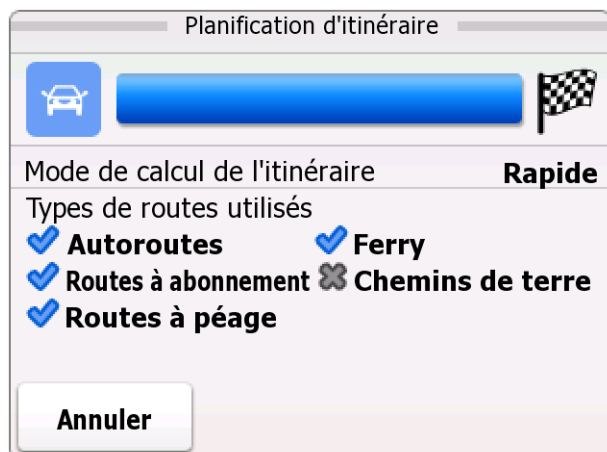 Planification d'itinéraire
Mode de calcul de l'itinéraire Rapide
Types de routes utilisés
Autoroutes Ferry
Routes à abonnement Chemins de terre
Routes à péage
Annuler